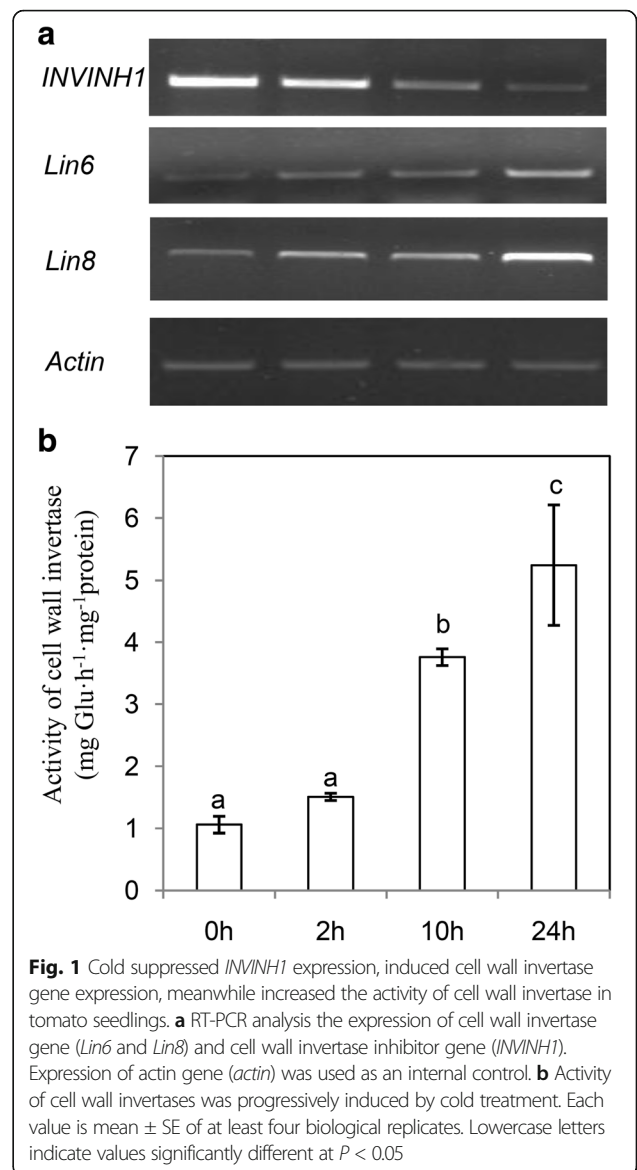 a
INVINH1
Lin6
Lin8
Actin
b
Activity of cell wall invertase
(mg Glu·h⁻¹·mg⁻¹protein)
7
6
5
4
3
2
1
0
a
a
b
c
0h
2h
10h
24h
Fig. 1 Cold suppressed INVINH1 expression, induced cell wall invertase
gene expression, meanwhile increased the activity of cell wall invertase in
tomato seedlings. a RT-PCR analysis the expression of cell wall invertase
gene (Lin6 and Lin8) and cell wall invertase inhibitor gene (INVINH1).
Expression of actin gene (actin) was used as an internal control. b Activity
of cell wall invertases was progressively induced by cold treatment. Each
value is mean ± SE of at least four biological replicates. Lowercase letters
indicate values significantly different at P < 0.05